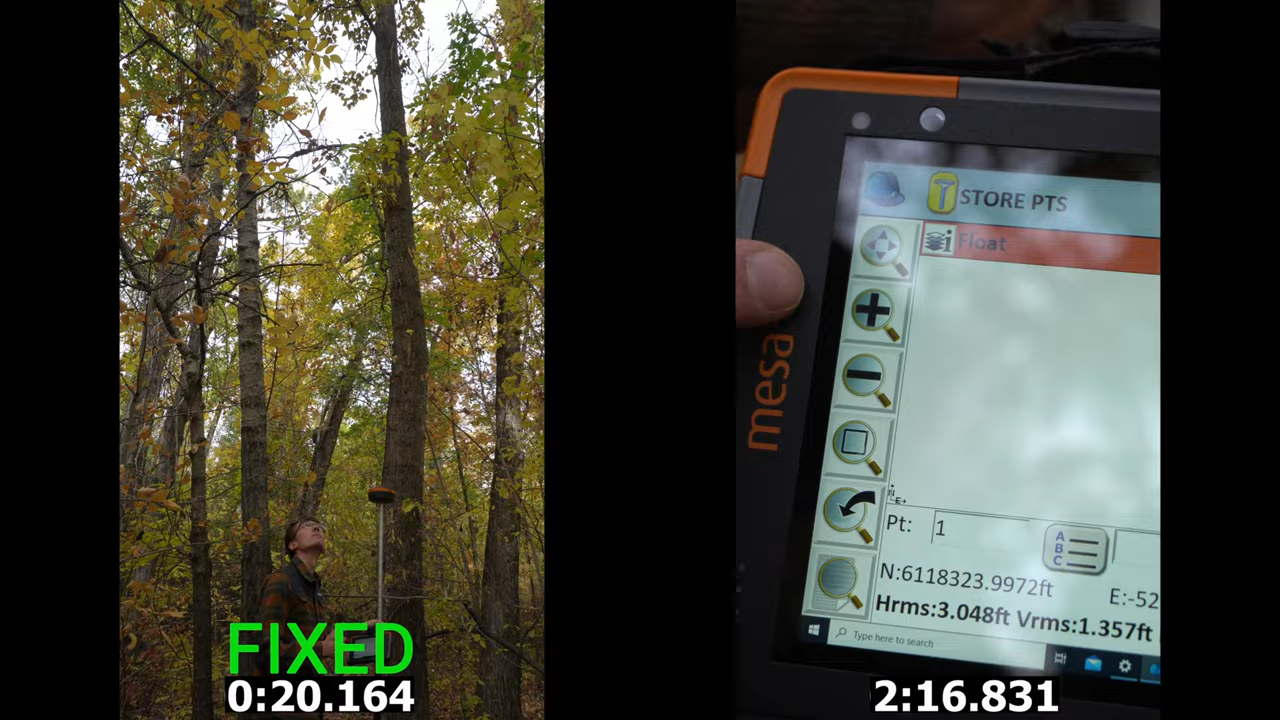 FIXED
0:20.164
mesa
STORE PTS
Float
Pt: 1
A
B
C
N:6118323.9972ft E:-52
Hrms:3.048ft Vrms:1.357ft
Type here to search
2:16.831